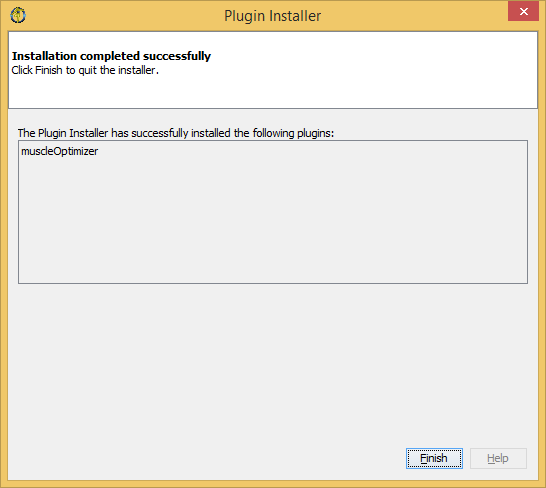 Plugin Installer
Installation completed successfully
Click Finish to quit the installer.
The Plugin Installer has successfully installed the following plugins:
muscleOptimizer
Finish
Help